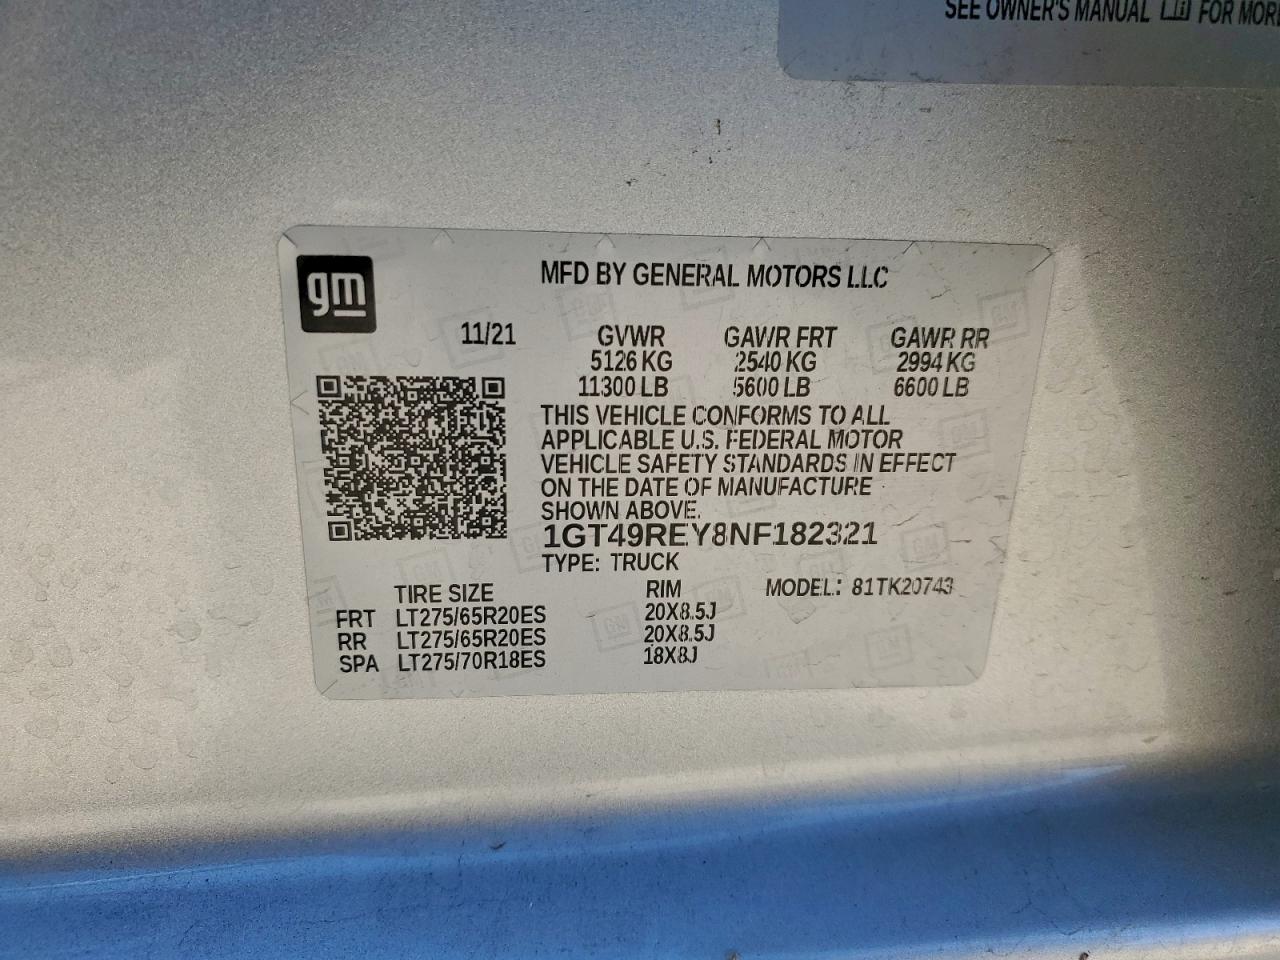 SEE OWNER'S MANUAL FOR MORE
gm
MFD BY GENERAL MOTORS LLC
11/21 GVWR GAWR FRT GAWR RR
5126 KG 2540 KG 2994 KG
11300 LB 5600 LB 6600 LB
THIS VEHICLE CONFORMS TO ALL
APPLICABLE U.S. FEDERAL MOTOR
VEHICLE SAFETY STANDARDS IN EFFECT
ON THE DATE OF MANUFACTURE
SHOWN ABOVE.
1GT49REY8NF182321
TYPE: TRUCK
TIRE SIZE RIM MODEL: 81TK20743
FRT LT275/65R20ES 20X8.5J
RR LT275/65R20ES 20X8.5J
SPA LT275/70R18ES 18X8J